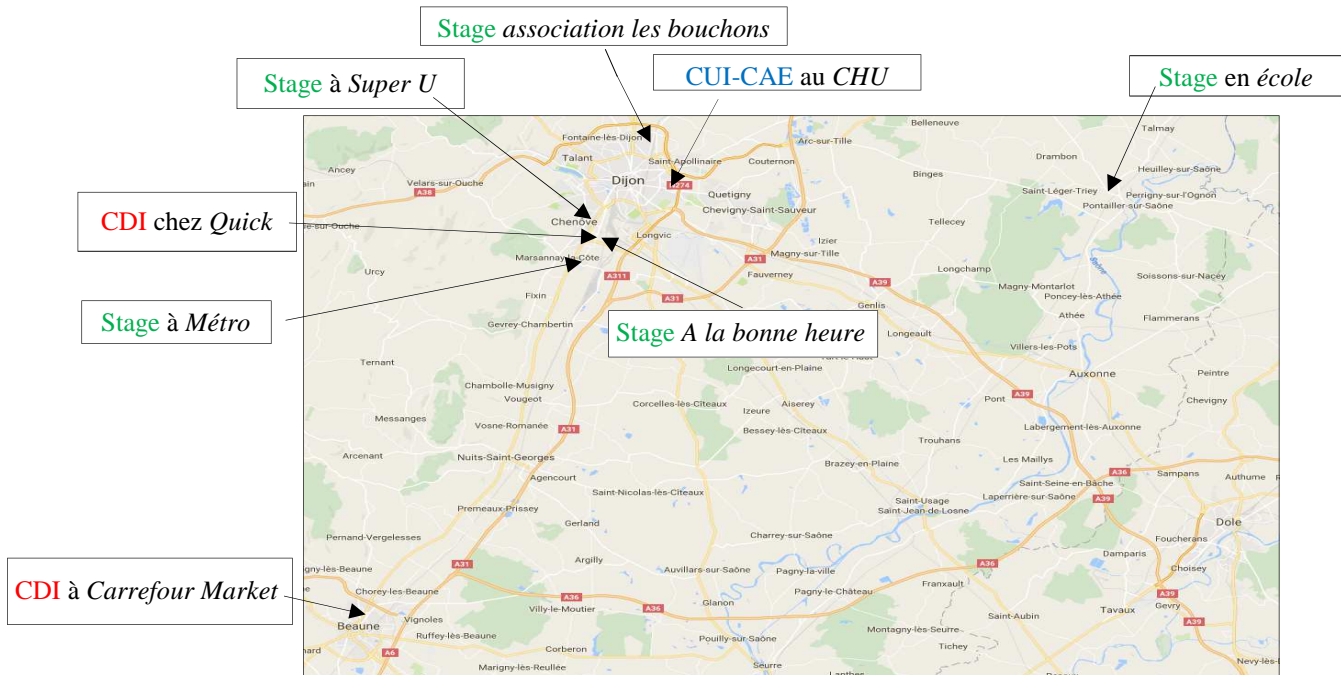 Stage association les bouchons
Stage à Super U
CUI-CAE au CHU
Stage en école
CDI chez Quick
Stage à Métro
Stage A la bonne heure
CDI à Carrefour Market
Belleneuve
Talmay
Fontaine-lès-Dijon
Arc-sur-Tille
Talant
Saint-Apollinaire
Couternon
Drambon
Heuilley-sur-Saône
Ancey
Binges
Velars-sur-Ouche
A38
Dijon
A274
Quetigny
Saint-Léger-Triey
Perrigny-sur-l'Ognon
Pontailler-sur-Saône
Chevigny-Saint-Sauveur
Chenôve
Tellecey
Longvic
Izier
Marsannay-la-Côte
Magny-sur-Tille
A31
Urcy
A311
Fauverney
A39
Longchamp
Soissons-sur-Nacey
Magny-Montarlot
Fixin
A31
Poncey-lès-Athée
Genlis
Athée
Flammerans
Gevrey-Chambertin
Longeault
Villers-les-Pots
Ternant
Longecourt-en-Plaine
Auxonne
Peintre
Chambolle-Musigny
Vougeot
Corcelles-lès-Cîteaux
Aiserey
Izeure
Pont
A39
Chevigny
Messanges
Vosne-Romanée
A31
Bessey-lès-Cîteaux
Labergement-lès-Auxonne
Trouhans
Arcenant
Nuits-Saint-Georges
Brazey-en-Plaine
Les Maillys
A36
Sampans
Authume
Agencourt
Saint-Seine-en-Bâche
Saint-Nicolas-lès-Cîteaux
Saint-Usage
Laperrière-sur-Saône
A39
Premeaux-Prissey
Saint-Jean-de-Losne
Gerland
Dole
Pernand-Vergelesses
Charrey-sur-Saône
Foucherans
Argilly
Damparis
A31
A36
Choisey
Auvillars-sur-Saône
Pagny-la-ville
Franxault
Chorey-les-Beaune
Pagny-le-Château
A39
A36
Glanon
Villy-le-Moutier
A36
Tavaux
Gevry
Vignoles
Saint-Aubin
A39
Beaune
Ruffey-lès-Beaune
Montagny-lès-Seurre
Pouilly-sur-Saône
A6
Corberon
Tichey
Marigny-lès-Reullée
Seurre